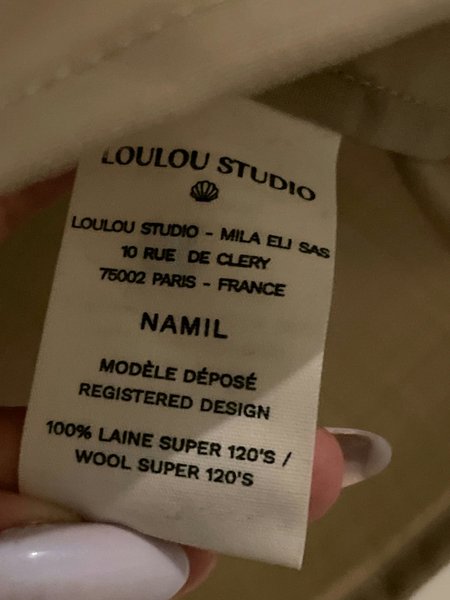 LOULOU STUDIO
LOULOU STUDIO - MILA ELI SAS
10 RUE DE CLERY
75002 PARIS - FRANCE
NAMIL
MODÈLE DÉPOSÉ
REGISTERED DESIGN
100% LAINE SUPER 120'S /
WOOL SUPER 120'S